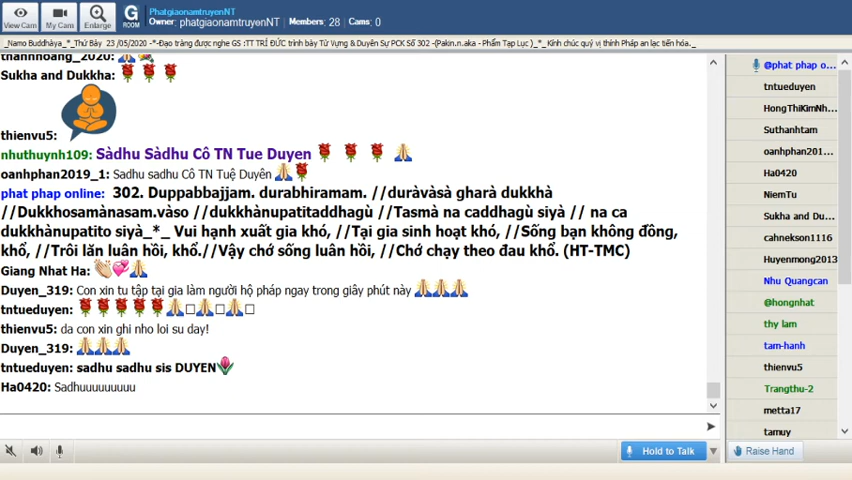 View Cam
My Cam
Enlarge
G
ROOM
PhatgiaonamtruyenNT
Owner: phatgiaonamtruyenNT | Members: 28 | Cams: 0
_Namo Buddhàya_*_Thứ Bảy 23 /05/2020 -*-Đạo tràng được nghe GS :TT TRÍ ĐỨC trình bày Từ Vựng & Duyên Sự PCK Số 302 -(Pakin.n.aka - Phẩm Tạp Lục )_*_Kính chúc quý vị thính Pháp an lạc tiến hóa._
thanhhoang_2020:
Sukha and Dukkha:
thienvu5:
nhuthuynh109: Sàdhu Sàdhu Cô TN Tue Duyen
oanhphan2019_1: Sadhu sadhu Cô TN Tuệ Duyên
phat phap online: 302. Duppabbajjam. durabhiramam. //duràvàsà gharà dukkhà
//Dukkhosamànasam.vàso //dukkhànupatitaddhagù //Tasmà na caddhagù siyà // na ca
dukkhànupatito siyà_*_ Vui hạnh xuất gia khó, //Tại gia sinh hoạt khó, //Sống bạn không đồng,
khổ, //Trôi lăn luân hồi, khổ.//Vậy chớ sống luân hồi, //Chớ chạy theo đau khổ. (HT-TMC)
Giang Nhat Ha:
Duyen_319: Con xin tu tập tại gia làm người hộ pháp ngay trong giây phút này
tntueduyen:
thienvu5: da con xin ghi nho loi su day!
Duyen_319:
tntueduyen: sadhu sadhu sis DUYEN
Ha0420: Sadhuuuuuuuuu
@phat phap o...
tntueduyen
HongThiKimNh...
Suthanhtam
oanhphan201...
Ha0420
NiemTu
Sukha and Du...
cahnekson1116
Huyenmong2013
Nhu Quangcan
@hongnhat
thy lam
tam-hanh
thienvu5
Trangthu-2
metta17
tamuy
Hold to Talk
Raise Hand